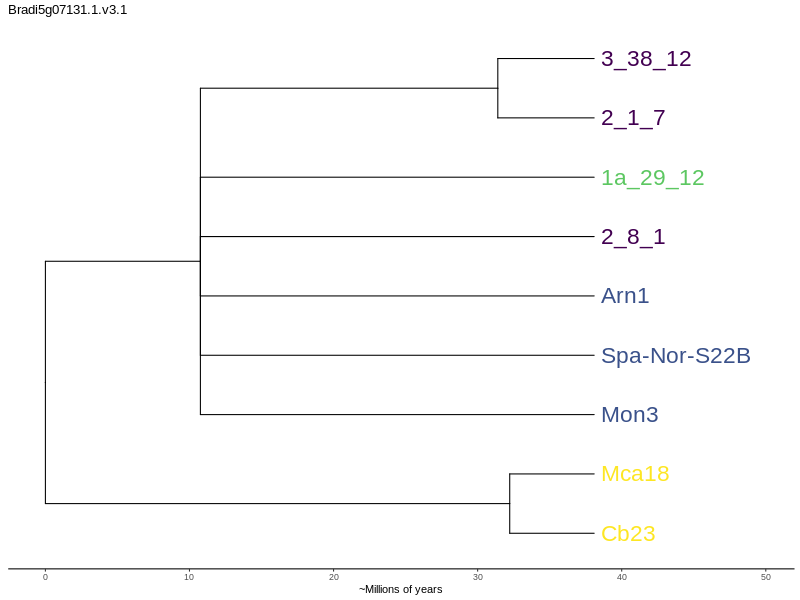 Bradi5g07131.1.v3.1
3_38_12
2_1_7
1a_29_12
2_8_1
Arn1
Spa-Nor-S22B
Mon3
Mca18
Cb23
0 10 20 30 40 50
~Millions of years